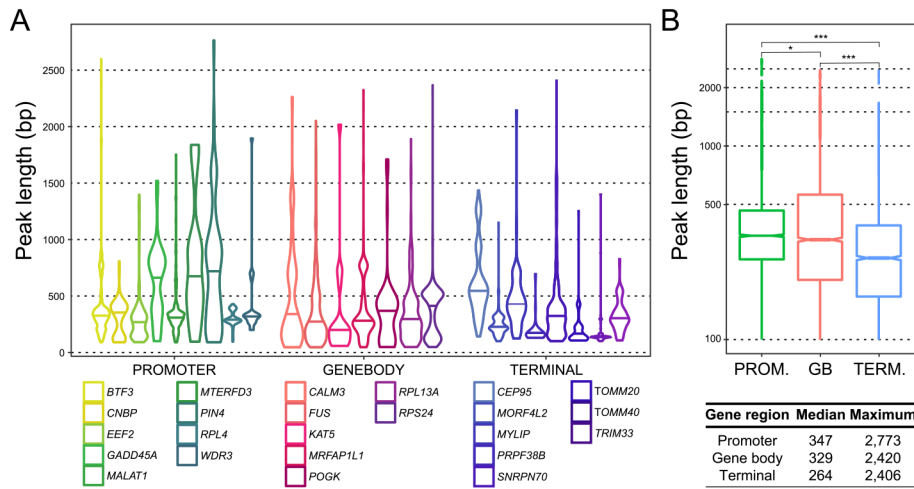 A
Peak length (bp)
2500
2000
1500
1000
500
0
PROMOTER
GENEBODY
TERMINAL
BTF3
CNBP
EEF2
GADD45A
MALAT1
MTERFD3
PIN4
RPL4
WDR3
CALM3
FUS
KAT5
MRFAP1L1
POGK
RPL13A
RPS24
CEP95
MORF4L2
MYLIP
PRPF38B
SNRPN70
TOMM20
TOMM40
TRIM33
B
Peak length (bp)
***
*
***
2000
1000
500
100
PROM. GB TERM.
Gene region Median Maximum
Promoter 347 2,773
Gene body 329 2,420
Terminal 264 2,406